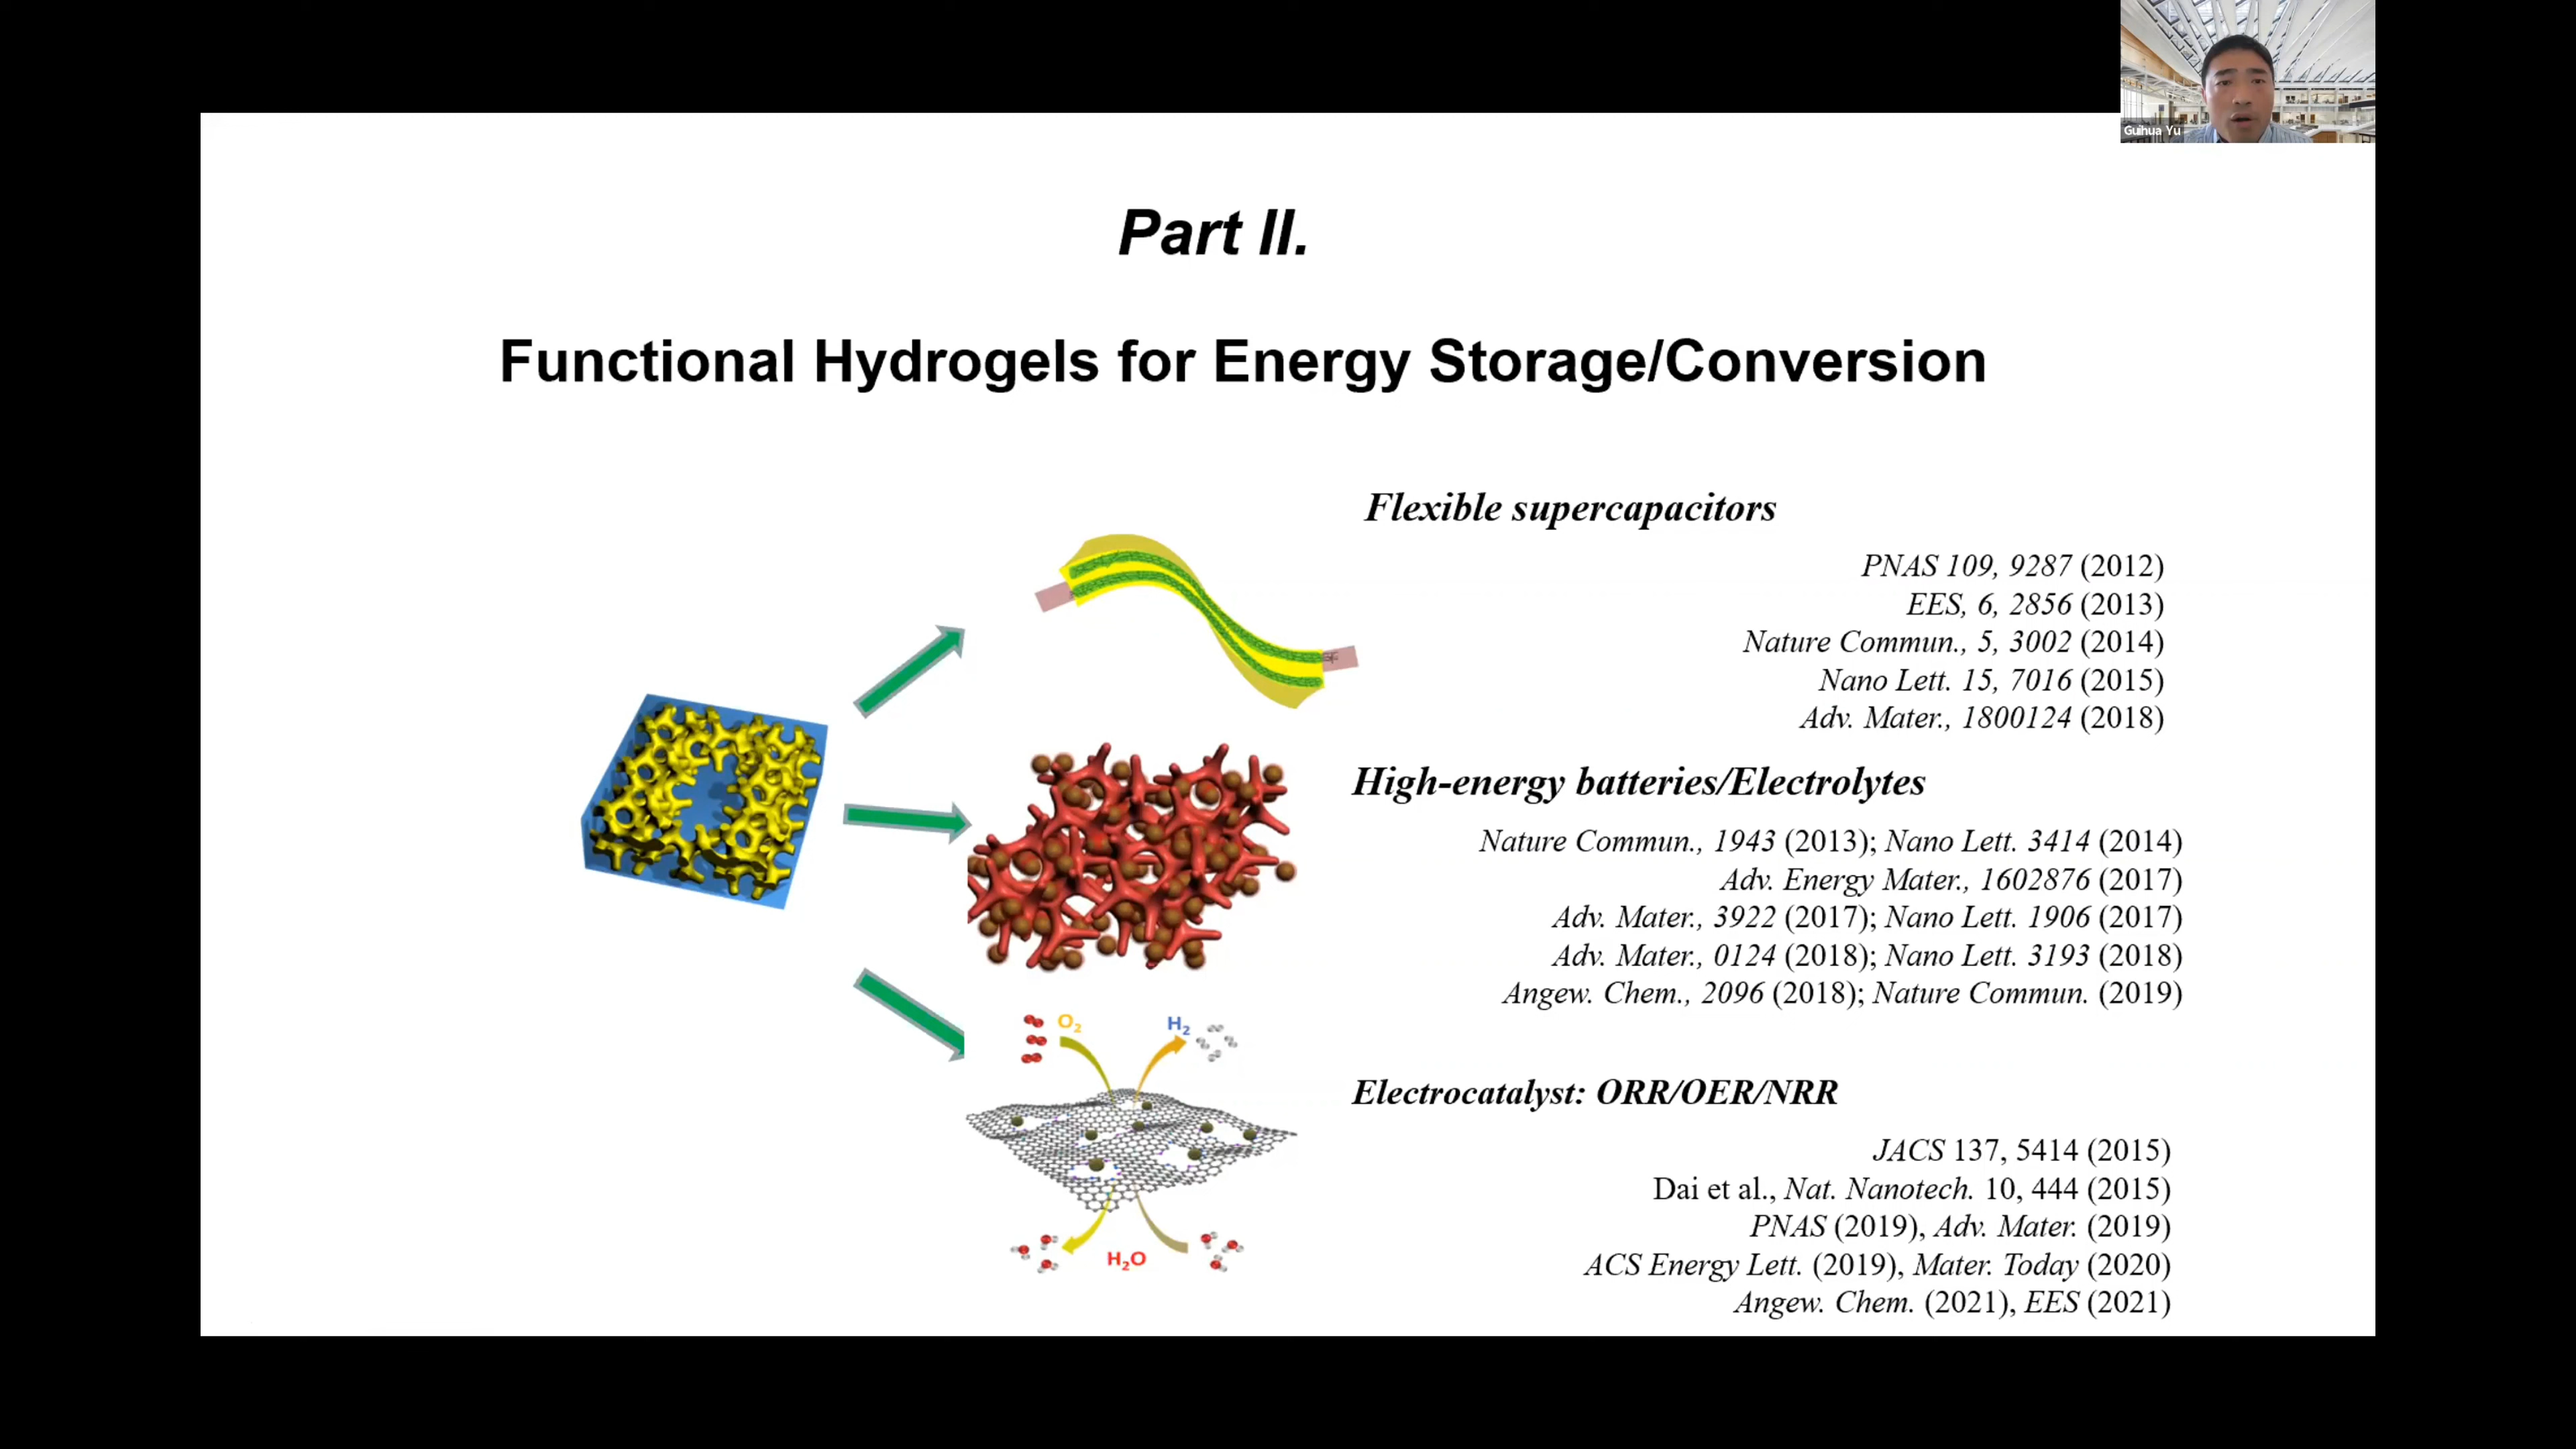 Guihua Yu
Part II.
Functional Hydrogels for Energy Storage/Conversion
Flexible supercapacitors
PNAS 109, 9287 (2012)
EES, 6, 2856 (2013)
Nature Commun., 5, 3002 (2014)
Nano Lett. 15, 7016 (2015)
Adv. Mater., 1800124 (2018)
High-energy batteries/Electrolytes
Nature Commun., 1943 (2013); Nano Lett. 3414 (2014)
Adv. Energy Mater., 1602876 (2017)
Adv. Mater., 3922 (2017); Nano Lett. 1906 (2017)
Adv. Mater., 0124 (2018); Nano Lett. 3193 (2018)
Angew. Chem., 2096 (2018); Nature Commun. (2019)
O₂
H₂
H₂O
Electrocatalyst: ORR/OER/NRR
JACS 137, 5414 (2015)
Dai et al., Nat. Nanotech. 10, 444 (2015)
PNAS (2019), Adv. Mater. (2019)
ACS Energy Lett. (2019), Mater. Today (2020)
Angew. Chem. (2021), EES (2021)